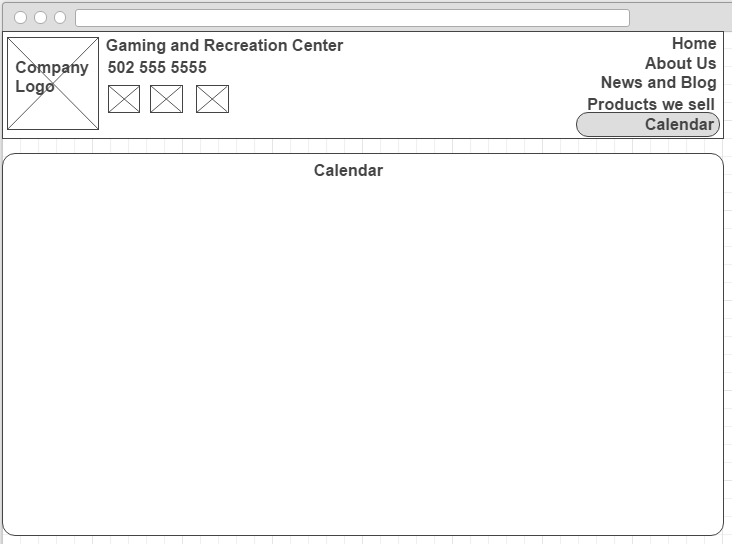 Company
Logo
Gaming and Recreation Center
502 555 5555
Home
About Us
News and Blog
Products we sell
Calendar
Calendar